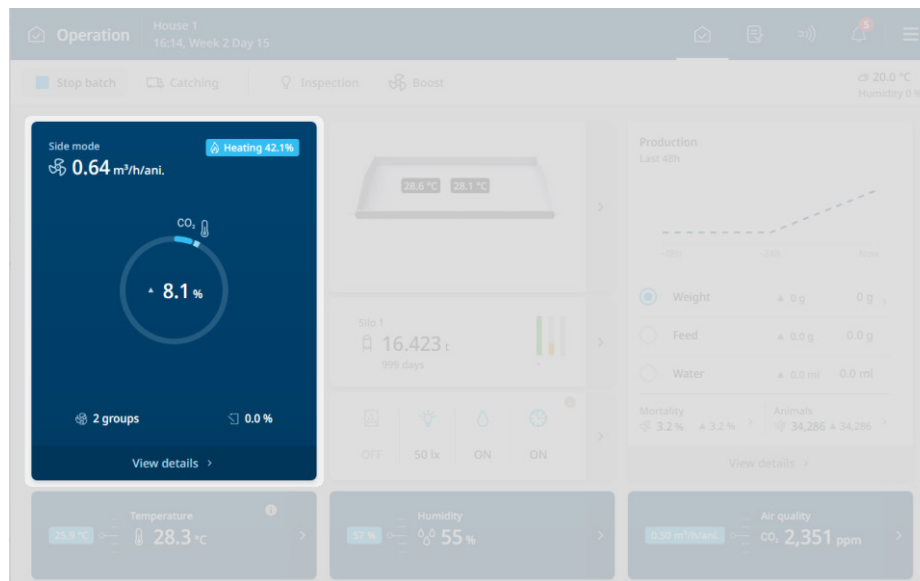 Operation
House 1
16:14, Week 2 Day 15
5
Stop batch
Catching
Inspection
Boost
20.0 °C
Humidity 0 %
Side mode
0.64 m³/h/ani.
Heating 42.1%
CO₂
8.1 %
2 groups
0.0 %
View details
28.6 °C
28.1 °C
Silo 1
16.423 t
999 days
OFF
50 lx
ON
ON
Production
Last 48h
-48h
-24h
Now
Weight
0 g
0 g
Feed
0.0 g
0.0 g
Water
0.0 ml
0.0 ml
Mortality
3.2 %
3.2 %
Animals
34,286
34,286
View details
25.9 °C
Temperature
28.3 °C
37 %
Humidity
55 %
0.50 m³/h/ani.
Air quality
CO₂ 2,351 ppm